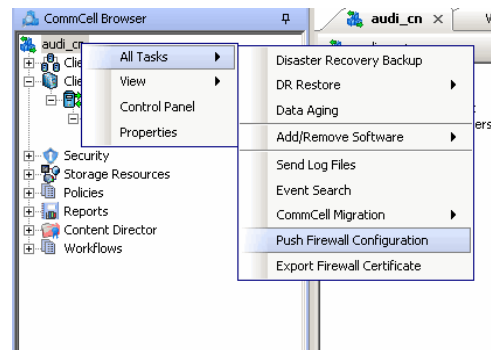 CommCell Browser
audi_cn ×
audi_cn
All Tasks
View
Control Panel
Properties
Disaster Recovery Backup
DR Restore
Data Aging
Add/Remove Software
Send Log Files
Event Search
CommCell Migration
Push Firewall Configuration
Export Firewall Certificate
Security
Storage Resources
Policies
Reports
Content Director
Workflows